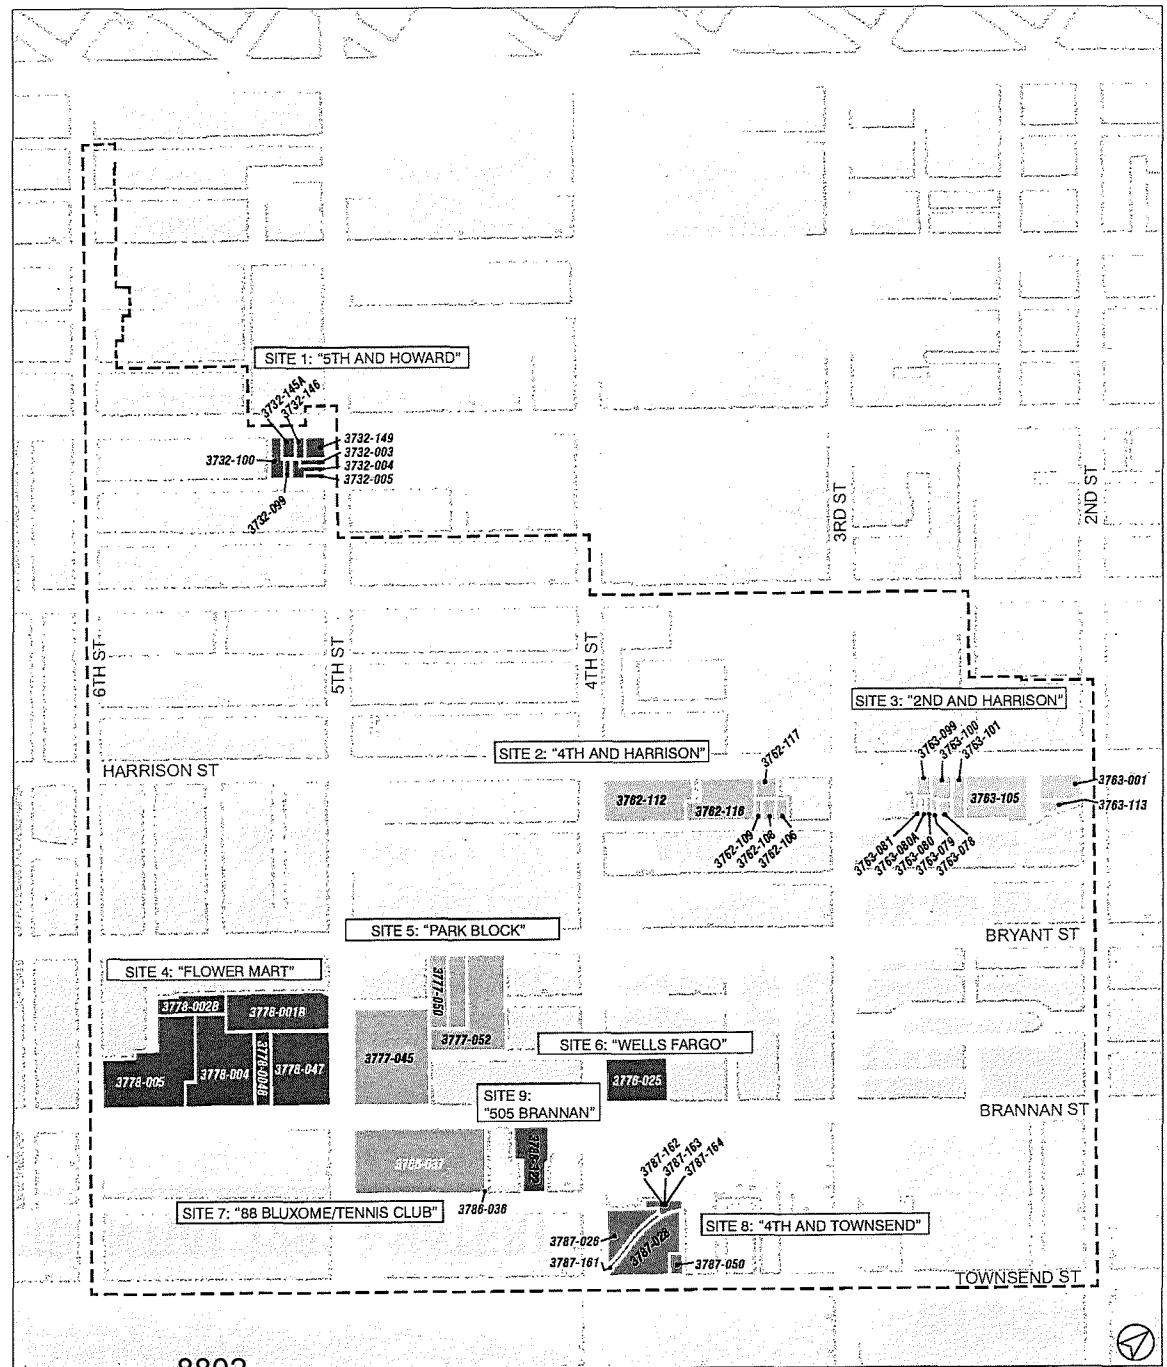 SITE 1: "5TH AND HOWARD"
3732-145A
3732-146
3732-149
3732-003
3732-100
3732-004
3732-005
3732-099
3RD ST
2ND ST
6TH ST
5TH ST
4TH ST
SITE 3: "2ND AND HARRISON"
SITE 2: "4TH AND HARRISON"
3762-117
3763-099
3763-100
3763-101
HARRISON ST
3763-001
3762-112
3762-116
3763-105
3763-113
3762-109
3762-108
3762-106
3763-081
3763-080A
3763-080
3763-079
3763-078
SITE 5: "PARK BLOCK"
BRYANT ST
SITE 4: "FLOWER MART"
3777-050
3778-002B
3778-001B
3777-052
SITE 6: "WELLS FARGO"
3777-045
3778-005
3778-004
3778-004B
3778-047
3776-025
SITE 9:
"505 BRANNAN"
BRANNAN ST
3786-037
3787-162
3787-163
3787-164
SITE 7: "88 BLUXOME/TENNIS CLUB"
3786-036
SITE 8: "4TH AND TOWNSEND"
3787-026
3787-028
3787-161
3787-050
TOWNSEND ST